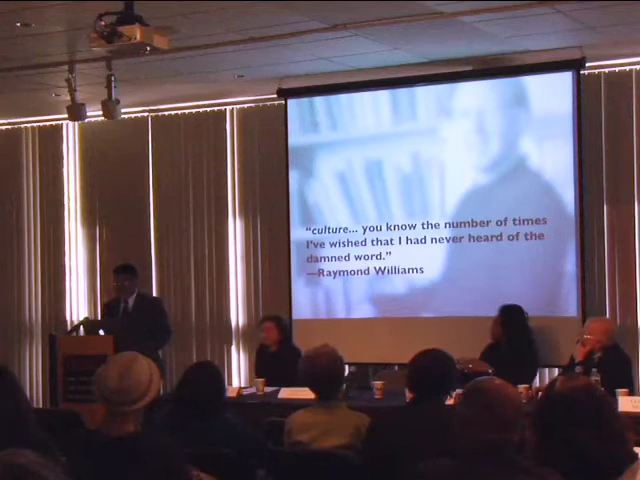 “culture... you know the number of times
I've wished that I had never heard of the
damned word.”
—Raymond Williams